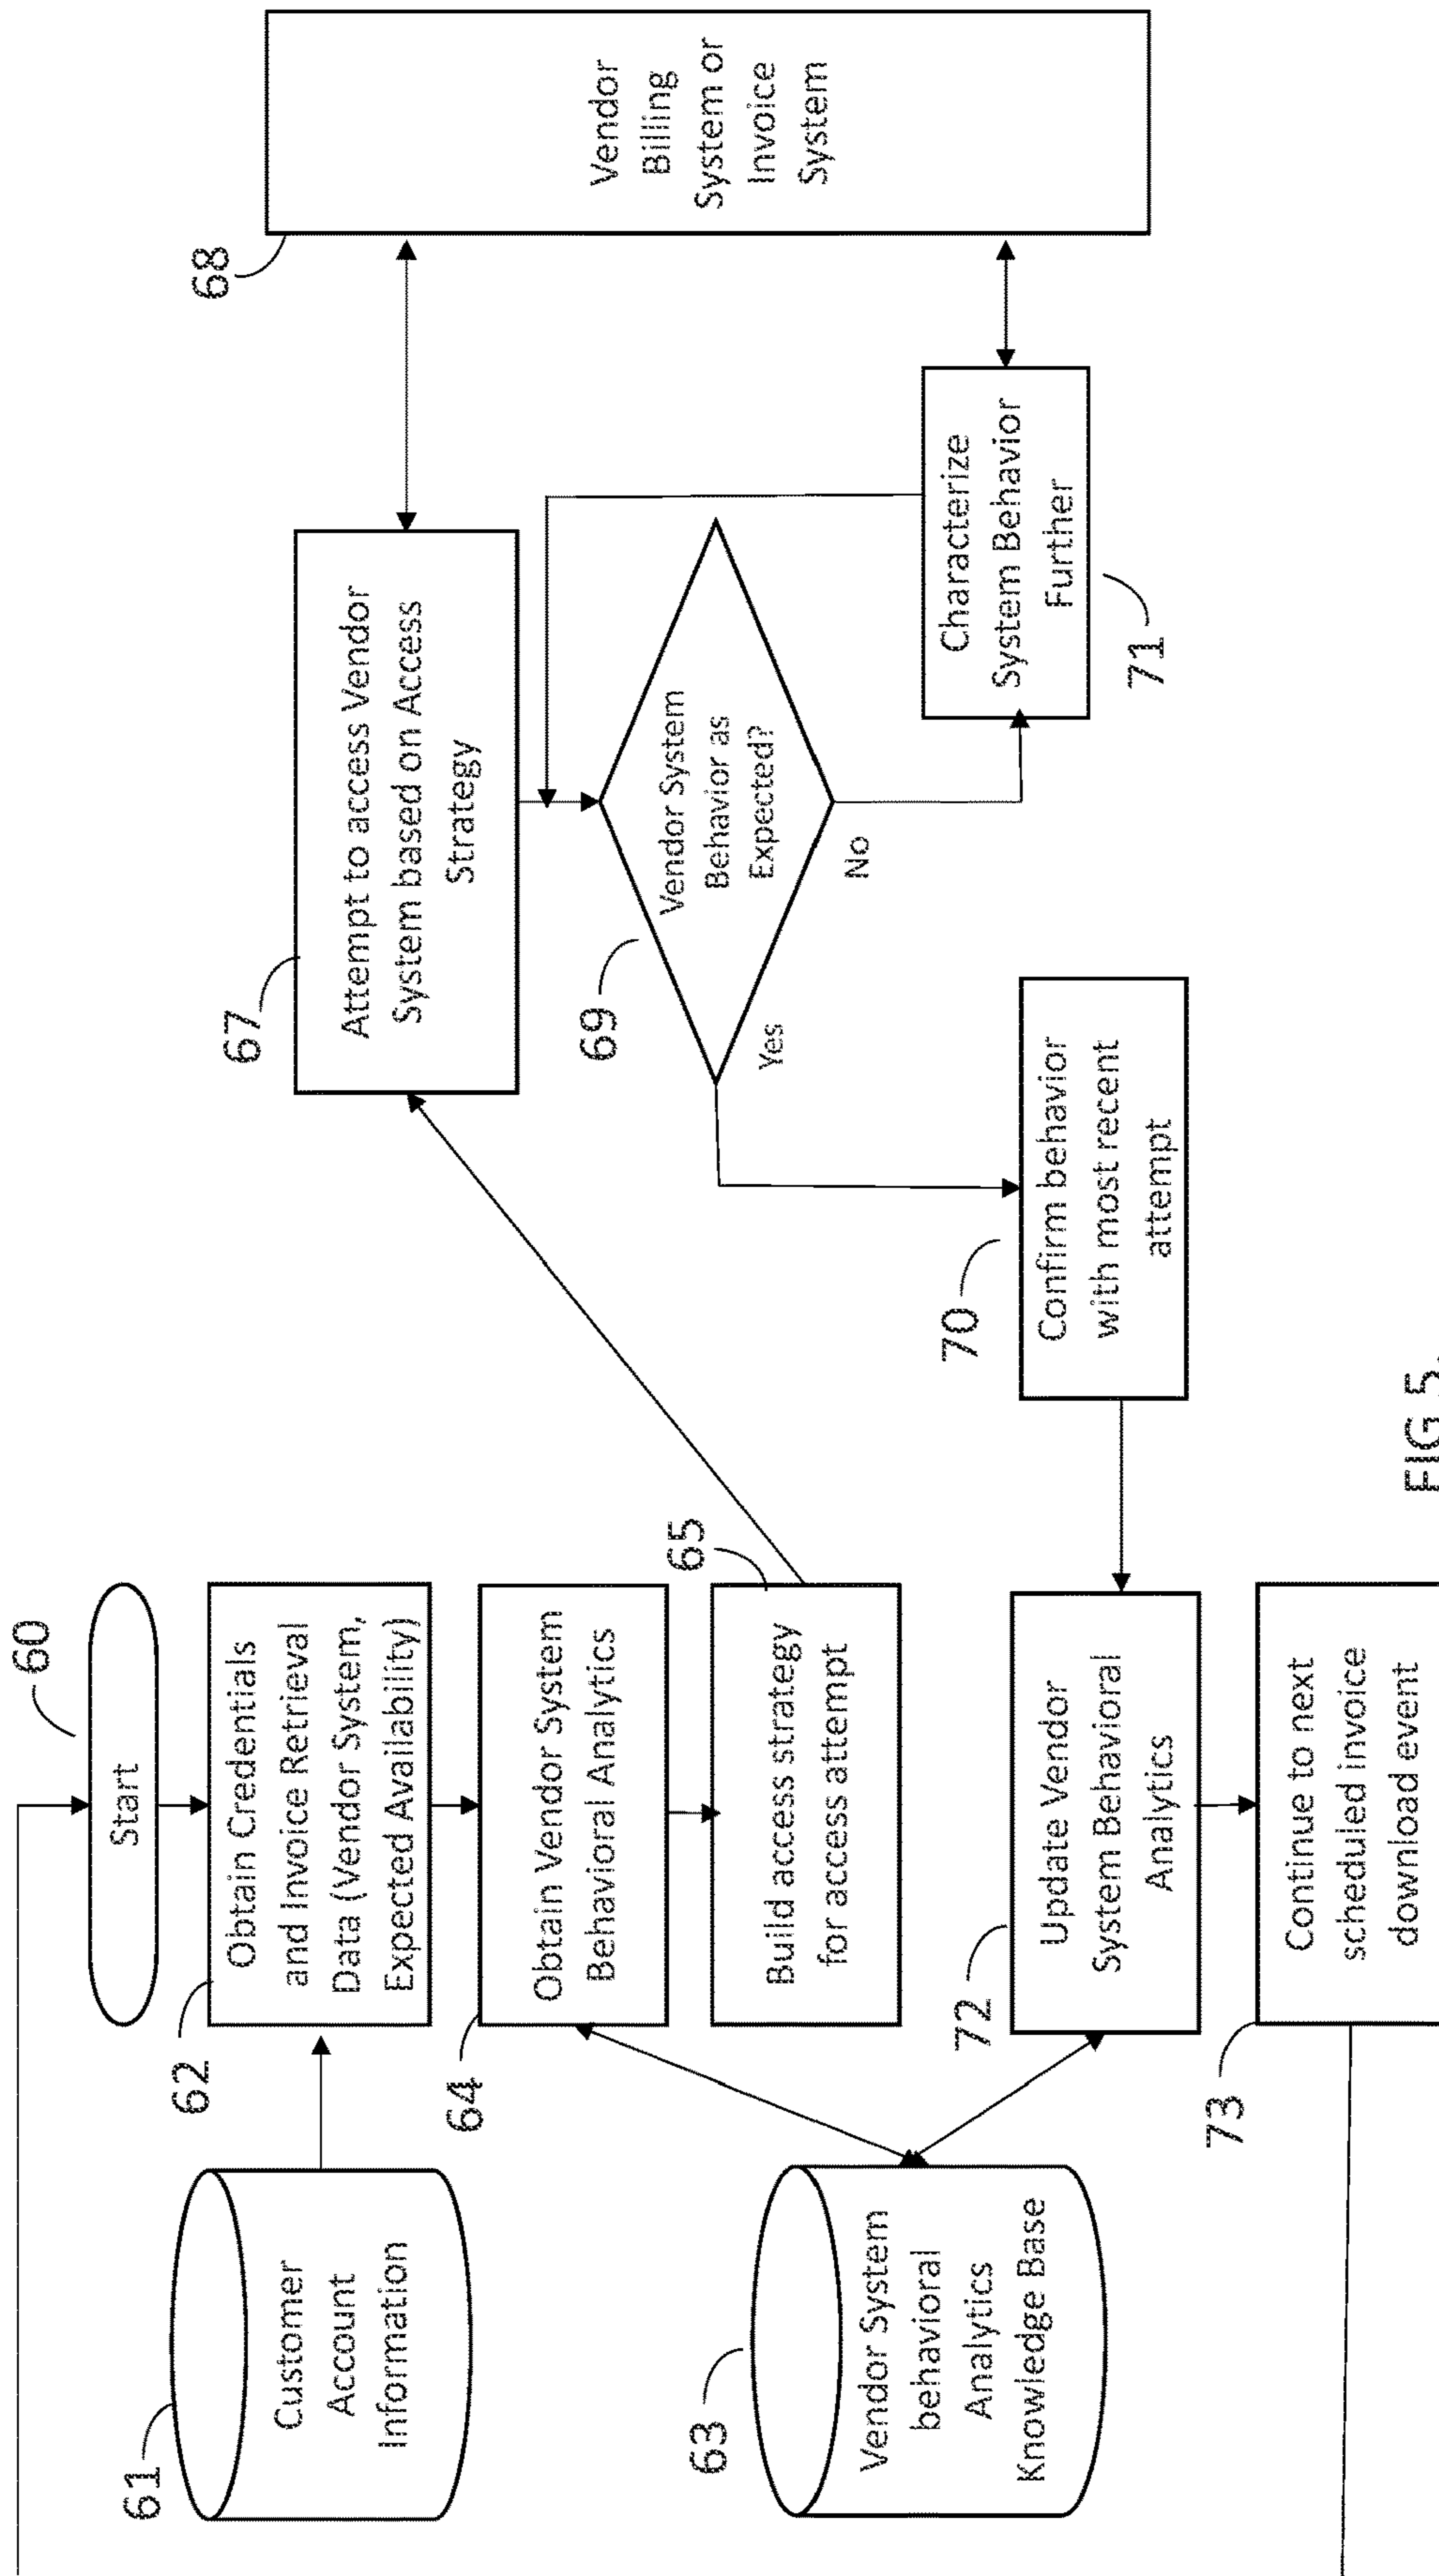 60
Start
61
Customer
Account
Information
62
Obtain Credentials
and Invoice Retrieval
Data (Vendor System,
Expected Availability)
64
Obtain Vendor System
Behavioral Analytics
63
Vendor System
behavioral
Analytics
Knowledge Base
65
Build access strategy
for access attempt
67
Attempt to access Vendor
System based on Access
Strategy
68
Vendor
Billing
System or
Invoice
System
69
Vendor System
Behavior as
Expected?
Yes
No
70
Confirm behavior
with most recent
attempt
71
Characterize
System Behavior
Further
72
Update Vendor
System Behavioral
Analytics
73
Continue to next
scheduled invoice
download event
FIG 5.